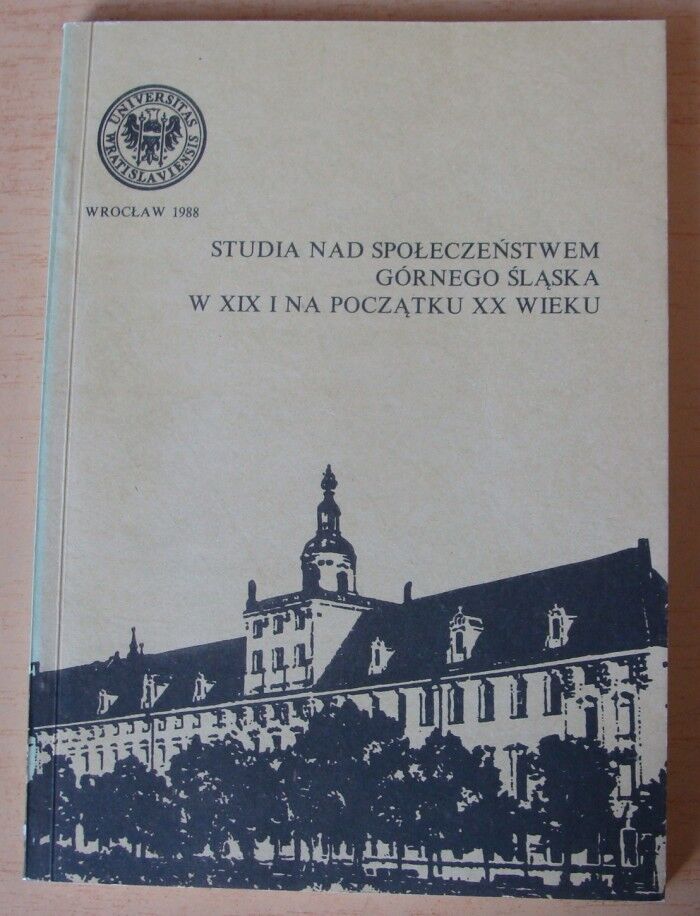 UNIVERSITAS
WRATISLAVIENSIS
WROCŁAW 1988
STUDIA NAD SPOŁECZEŃSTWEM
GÓRNEGO ŚLĄSKA
W XIX I NA POCZĄTKU XX WIEKU